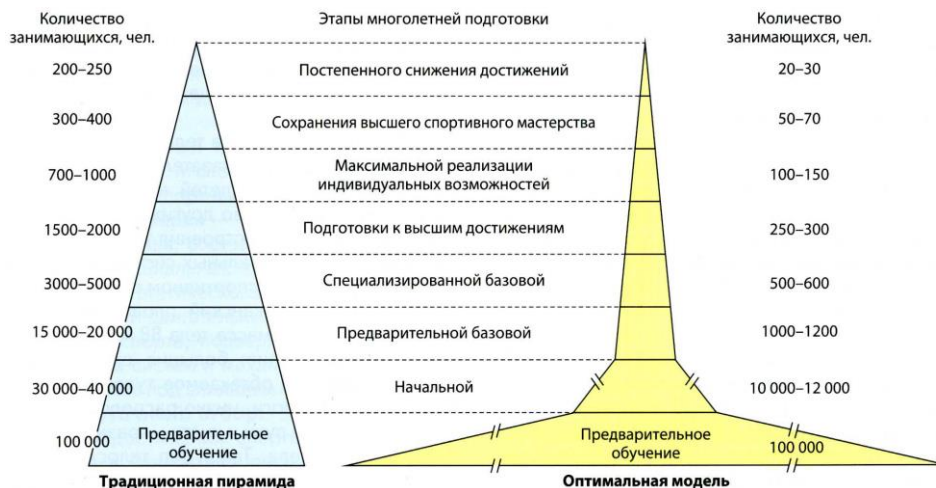 Количество
занимающихся, чел.
Этапы многолетней подготовки
Количество
занимающихся, чел.
200–250
Постепенного снижения достижений
20–30
300–400
Сохранения высшего спортивного мастерства
50–70
700–1000
Максимальной реализации
индивидуальных возможностей
100–150
1500–2000
Подготовки к высшим достижениям
250–300
3000–5000
Специализированной базовой
500–600
15 000–20 000
Предварительной базовой
1000–1200
30 000–40 000
Начальной
10 000–12 000
100 000
Предварительное
обучение
Предварительное
обучение
100 000
Традиционная пирамида
Оптимальная модель